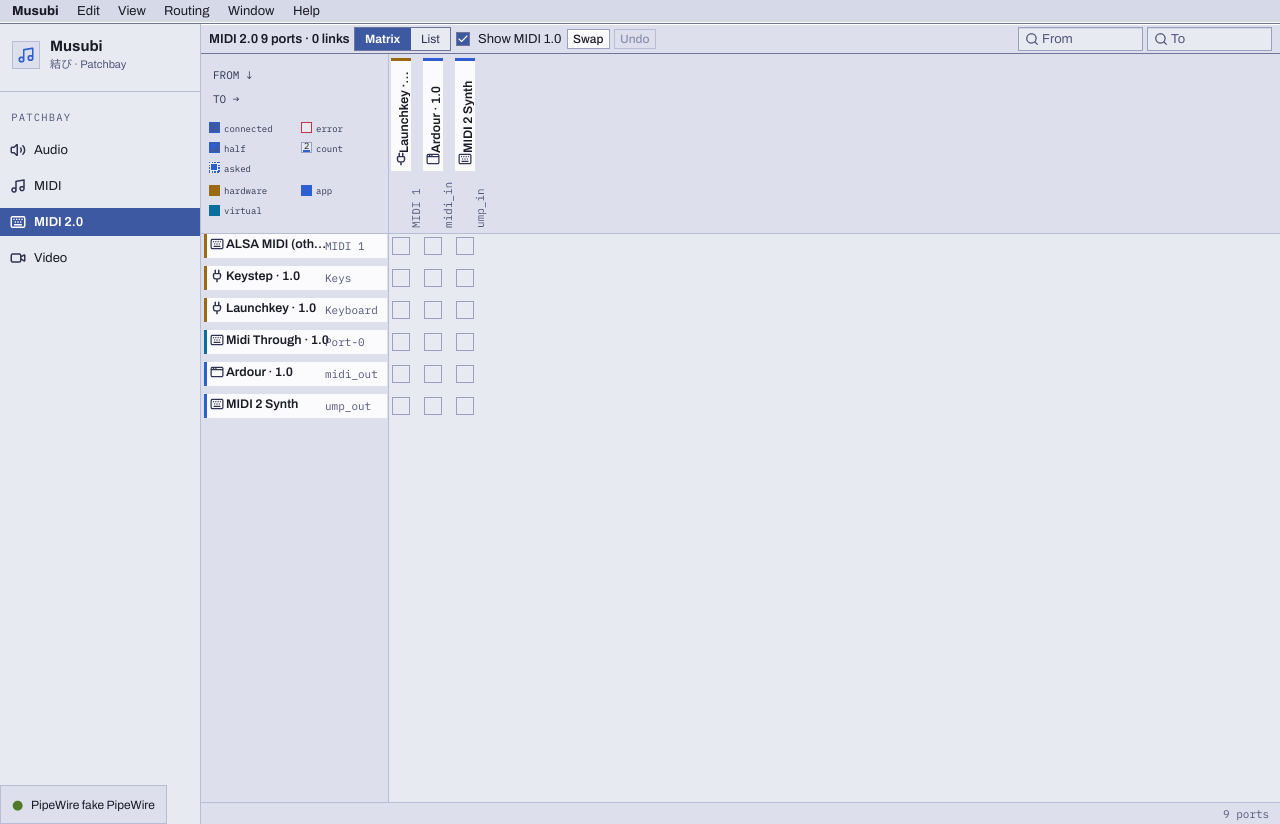 Musubi Edit View Routing Window Help
Musubi
結び · Patchbay
PATCHBAY
Audio
MIDI
MIDI 2.0
Video
PipeWire fake PipeWire
MIDI 2.0 9 ports · 0 links Matrix List Show MIDI 1.0 Swap Undo From To
FROM ↓
TO →
connected error
half 2 count
asked
hardware app
virtual
Launchkey ·…
Ardour · 1.0
MIDI 2 Synth
MIDI 1
midi_in
ump_in
ALSA MIDI (oth… MIDI 1
Keystep · 1.0 Keys
Launchkey · 1.0 Keyboard
Midi Through · 1.0 Port-0
Ardour · 1.0 midi_out
MIDI 2 Synth ump_out
9 ports